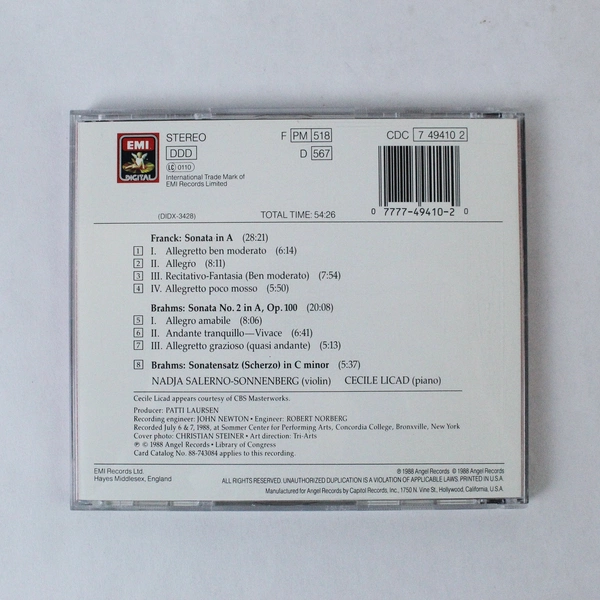 EMI
DIGITAL
STEREO
DDD
LC 0110
International Trade Mark of
EMI Records Limited
F PM 518
D 567
CDC 7 49410 2
0 7777-49410-2 0
(DIDX-3428)
TOTAL TIME: 54:26
Franck: Sonata in A (28:21)
1 I. Allegretto ben moderato (6:14)
2 II. Allegro (8:11)
3 III. Recitativo-Fantasia (Ben moderato) (7:54)
4 IV. Allegretto poco mosso (5:50)
Brahms: Sonata No. 2 in A, Op. 100 (20:08)
5 I. Allegro amabile (8:06)
6 II. Andante tranquillo—Vivace (6:41)
7 III. Allegretto grazioso (quasi andante) (5:13)
8 Brahms: Sonatensatz (Scherzo) in C minor (5:37)
NADJA SALERNO-SONNENBERG (violin) CECILE LICAD (piano)
Cecile Licad appears courtesy of CBS Masterworks.
Producer: PATTI LAURSEN
Recording engineer: JOHN NEWTON • Engineer: ROBERT NORBERG
Recorded July 6 & 7, 1988, at Sommer Center for Performing Arts, Concordia College, Bronxville, New York
Cover photo: CHRISTIAN STEINER • Art direction: Tri-Arts
℗ © 1988 Angel Records • Library of Congress
Card Catalog No. 88-743084 applies to this recording.
EMI Records Ltd.
Hayes Middlesex, England
℗ 1988 Angel Records © 1988 Angel Records
ALL RIGHTS RESERVED. UNAUTHORIZED DUPLICATION IS A VIOLATION OF APPLICABLE LAWS. PRINTED IN U.S.A.
Manufactured for Angel Records by Capitol Records, Inc., 1750 N. Vine St., Hollywood, California, U.S.A.